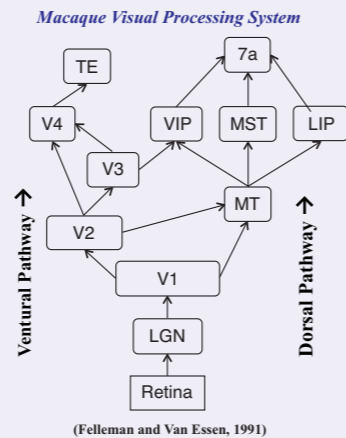 Macaque Visual Processing System
7a
TE
V4
VIP
MST
LIP
V3
MT
V2
V1
LGN
Retina
Ventural Pathway →
Dorsal Pathway →
(Felleman and Van Essen, 1991)